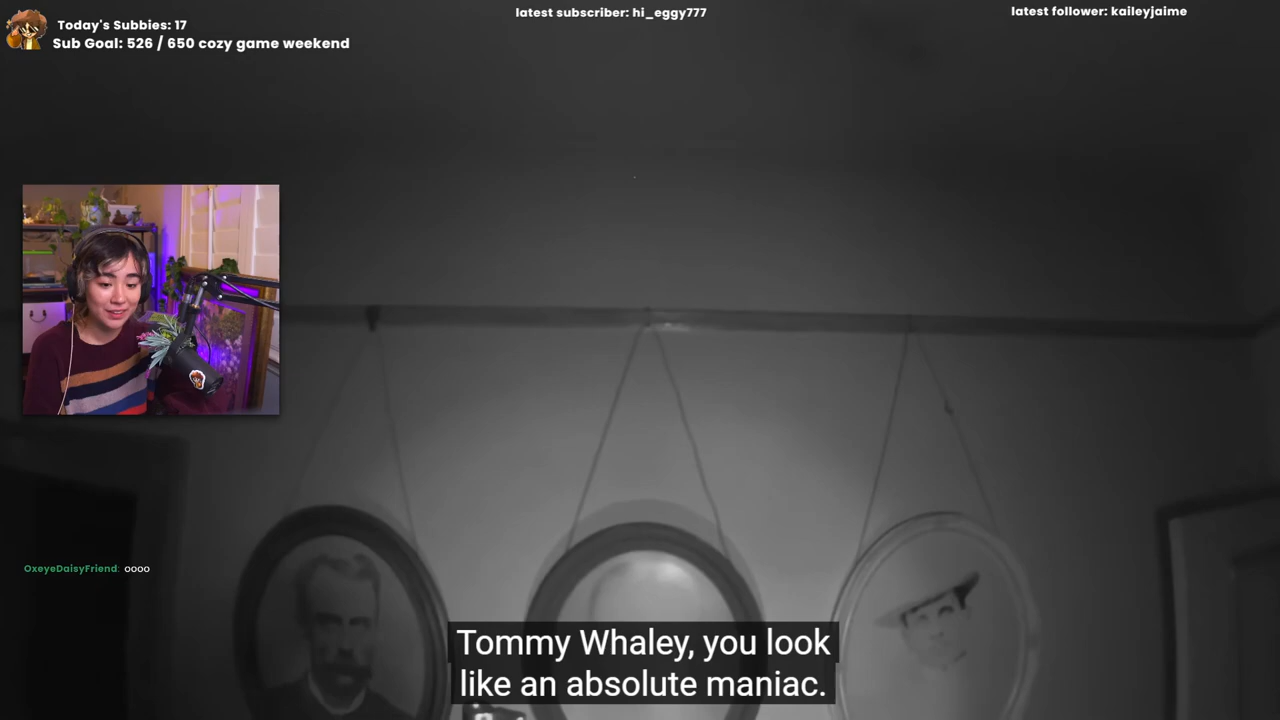 Today's Subbies: 17
Sub Goal: 526 / 650 cozy game weekend
latest subscriber: hi_eggy777
latest follower: kaileyjaime
OxeyeDaisyFriend: oooo
Tommy Whaley, you look
like an absolute maniac.